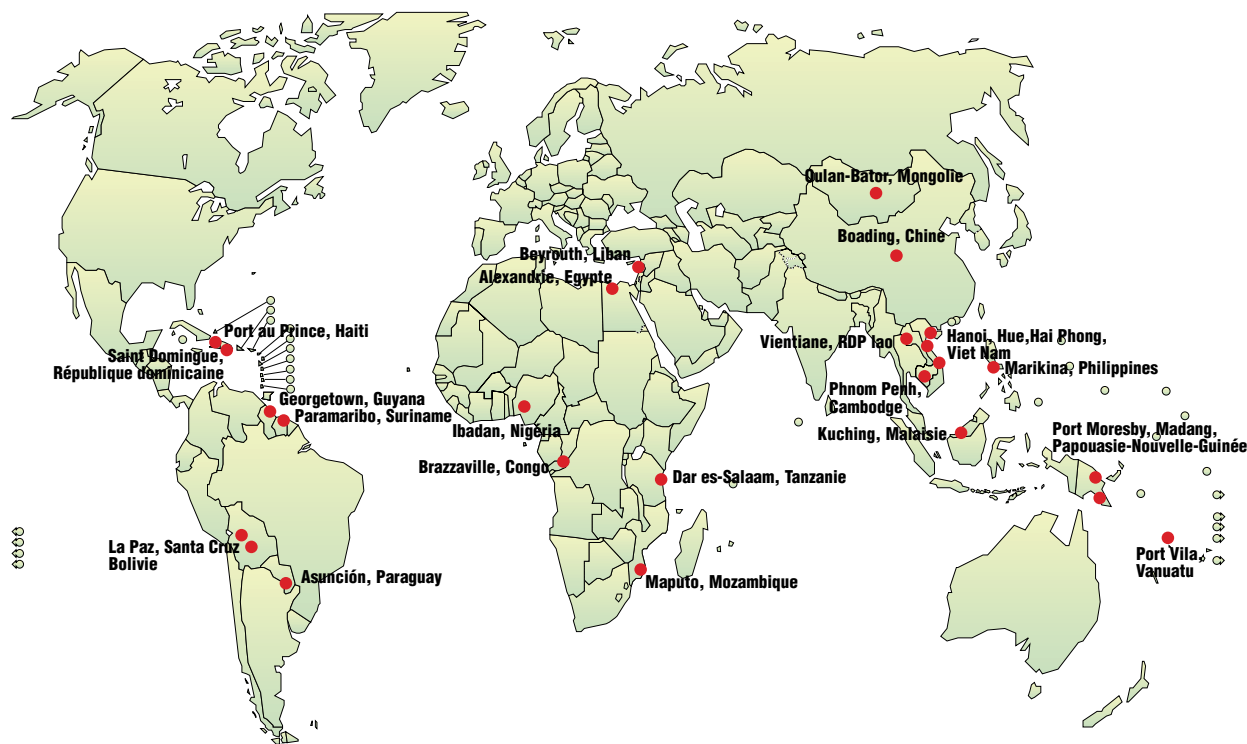 Oulan-Bator, Mongolie
Boading, Chine
Beyrouth, Liban
Alexandrie, Egypte
Port au Prince, Haiti
Saint Domingue,
République dominicaine
Georgetown, Guyana
Paramaribo, Suriname
Ibadan, Nigéria
Brazzaville, Congo
Dar es-Salaam, Tanzanie
Maputo, Mozambique
La Paz, Santa Cruz
Bolivie
Asunción, Paraguay
Vientiane, RDP lao
Hanoi, Hue,Hai Phong,
Viet Nam
Marikina, Philippines
Phnom Penh,
Cambodge
Kuching, Malaisie
Port Moresby, Madang,
Papouasie-Nouvelle-Guinée
Port Vila,
Vanuatu